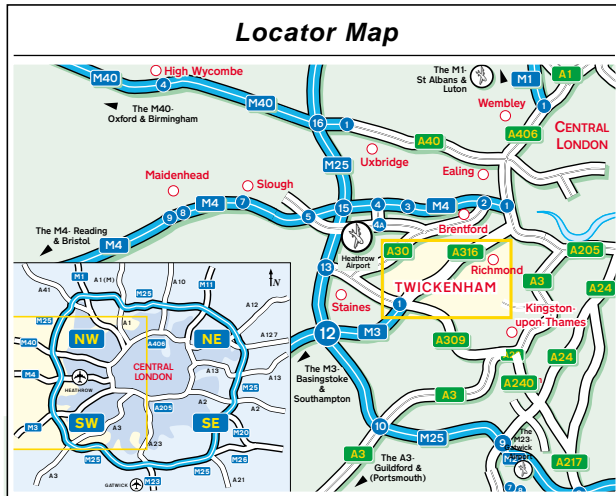 Locator Map
The M1-
St Albans &
Luton
M1
A1
M40
High Wycombe
4
The M40-
Oxford & Birmingham
M40
16
1
Wembley
1
A406
CENTRAL
LONDON
A40
M25
Uxbridge
Ealing
Maidenhead
Slough
M4
9
8
7
5
15
4
3
M4
2
1
4A
Brentford
The M4- Reading
& Bristol
M4
Heathrow
Airport
A30
A316
A205
Richmond
A3
A24
13
TWICKENHAM
Staines
1
Kingston-
upon-Thames
12
M3
A309
A24
A240
The M3-
Basingstoke
&
Southampton
A3
10
M25
9
The
M23-
Gatwick
A3
The A3-
Guildford &
(Portsmouth)
A217
7
8
M1
A1(M)
M25
A10
M11
N
A41
A12
M25
A1
NW
NE
A406
A127
M40
CENTRAL
LONDON
A13
A13
M4
HEATHROW
M25
A205
A2
A2
M3
SW
SE
A3
A23
M20
M26
A3
M25
M25
GATWICK
M23
A21